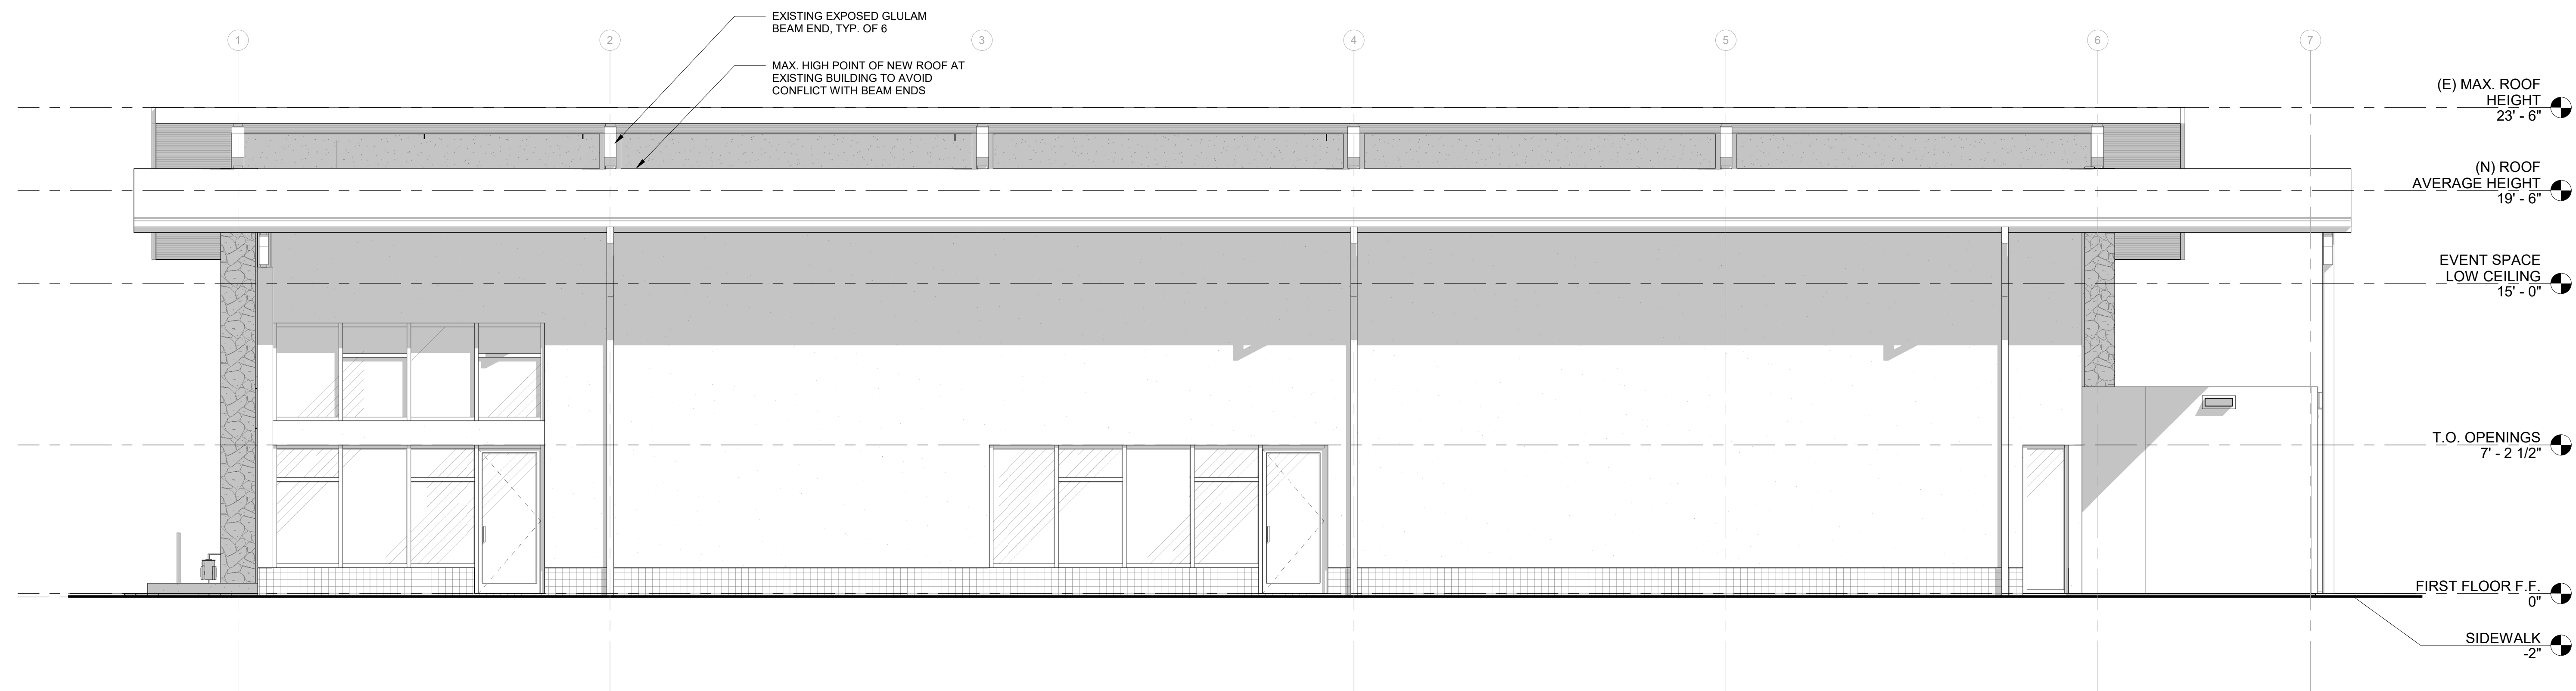 EXISTING EXPOSED GLULAM
BEAM END, TYP. OF 6
1
2
3
4
5
6
7
MAX. HIGH POINT OF NEW ROOF AT
EXISTING BUILDING TO AVOID
CONFLICT WITH BEAM ENDS
(E) MAX. ROOF
HEIGHT
23' - 6"
(N) ROOF
AVERAGE HEIGHT
19' - 6"
EVENT SPACE
LOW CEILING
15' - 0"
T.O. OPENINGS
7' - 2 1/2"
FIRST FLOOR F.F.
0"
SIDEWALK
-2"